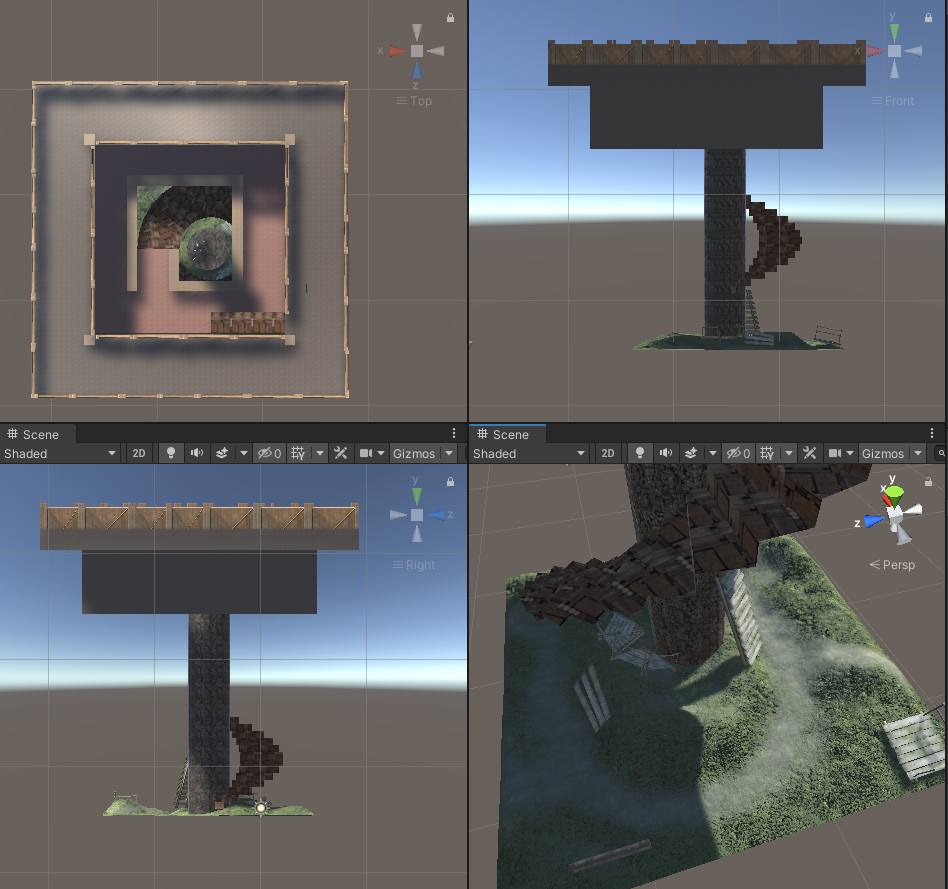 x
z
Top
y
x
Front
Scene
Scene
Shaded
2D
0
Gizmos
Shaded
2D
0
Gizmos
y
z
Right
y
x
z
Persp